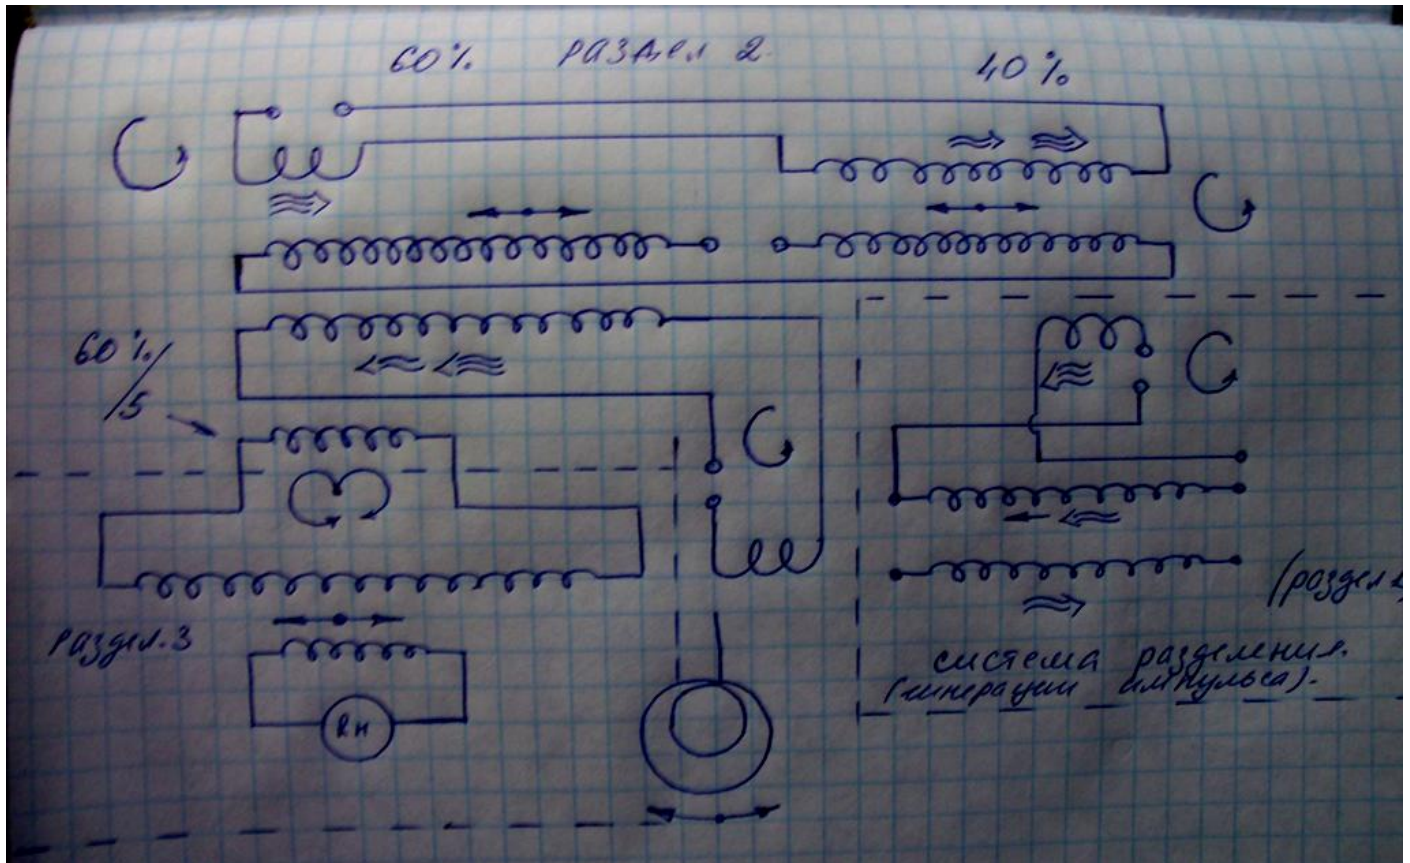 60%. раздел 2. 40%
60%/
/5
(раздел
раздел.3
система разделения.
(генерации импульса).
Rн